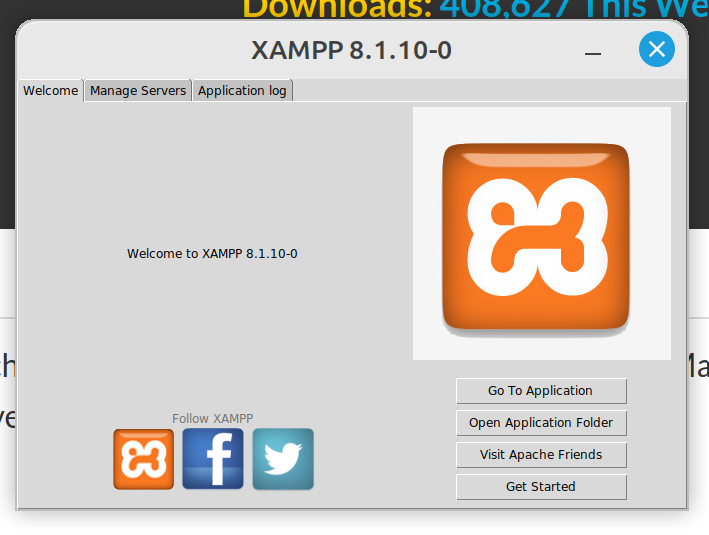 Downloads: 408,627 This We
XAMPP 8.1.10-0
Welcome
Manage Servers
Application log
Welcome to XAMPP 8.1.10-0
Go To Application
Open Application Folder
Visit Apache Friends
Get Started
Follow XAMPP